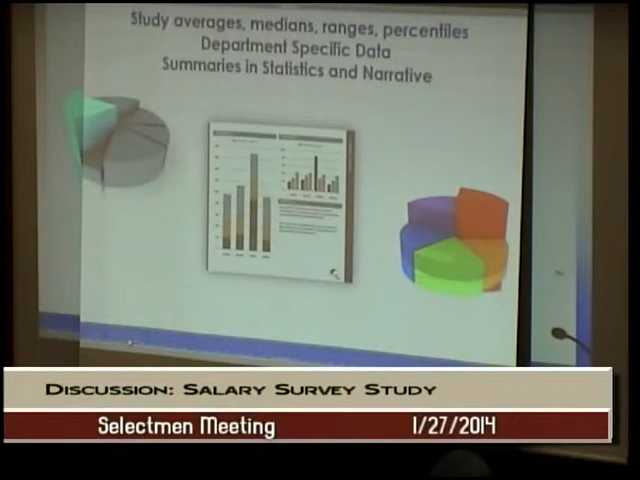 Study averages, medians, ranges, percentiles
Department Specific Data
Summaries in Statistics and Narrative
Discussion: Salary Survey Study
Selectmen Meeting 1/27/2014